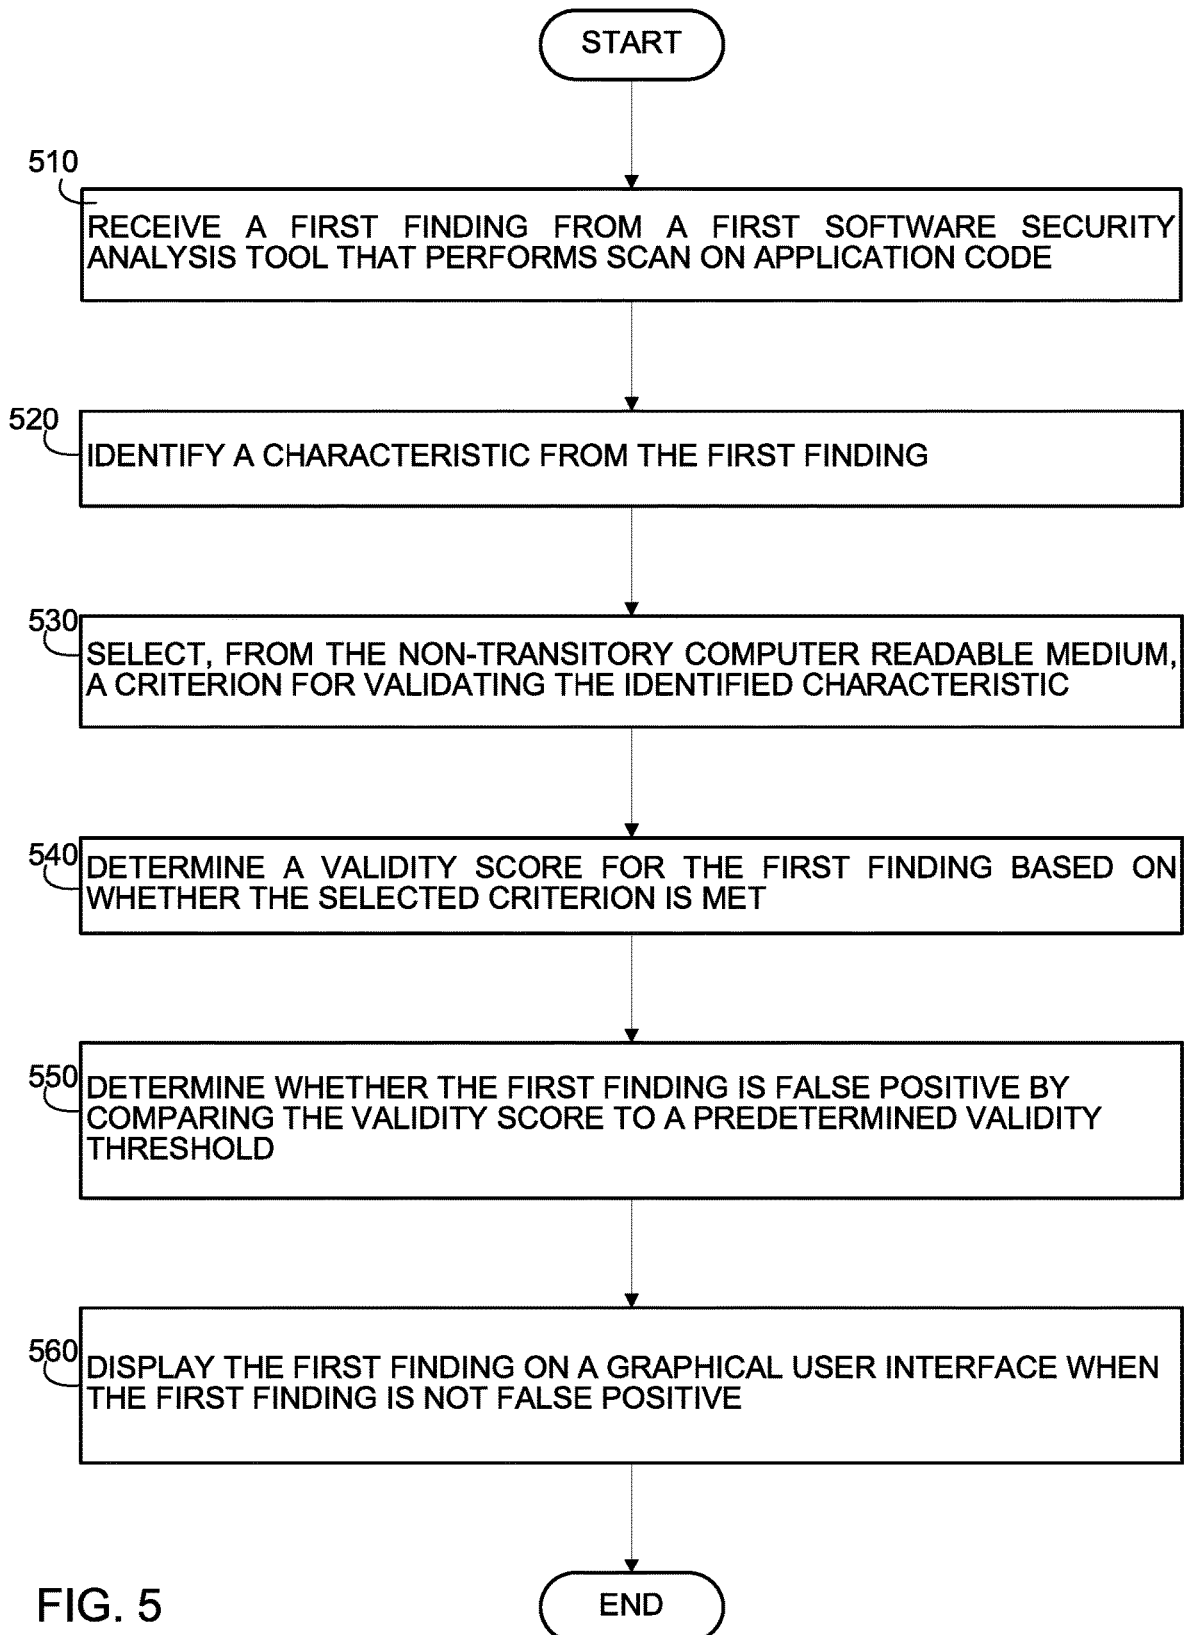 START
510
RECEIVE A FIRST FINDING FROM A FIRST SOFTWARE SECURITY
ANALYSIS TOOL THAT PERFORMS SCAN ON APPLICATION CODE
520
IDENTIFY A CHARACTERISTIC FROM THE FIRST FINDING
530
SELECT, FROM THE NON-TRANSITORY COMPUTER READABLE MEDIUM,
A CRITERION FOR VALIDATING THE IDENTIFIED CHARACTERISTIC
540
DETERMINE A VALIDITY SCORE FOR THE FIRST FINDING BASED ON
WHETHER THE SELECTED CRITERION IS MET
550
DETERMINE WHETHER THE FIRST FINDING IS FALSE POSITIVE BY
COMPARING THE VALIDITY SCORE TO A PREDETERMINED VALIDITY
THRESHOLD
560
DISPLAY THE FIRST FINDING ON A GRAPHICAL USER INTERFACE WHEN
THE FIRST FINDING IS NOT FALSE POSITIVE
END
FIG. 5